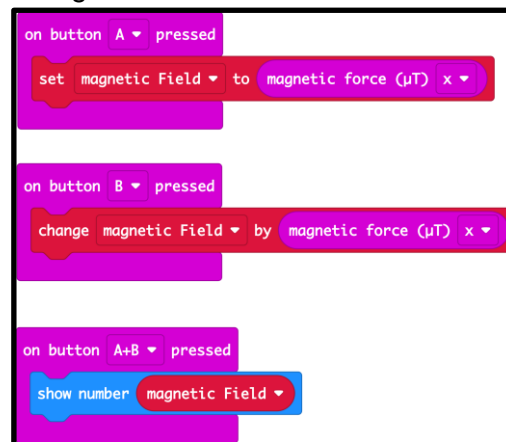 on button A pressed
set magnetic Field to magnetic force (µT) x
on button B pressed
change magnetic Field by magnetic force (µT) x
on button A+B pressed
show number magnetic Field